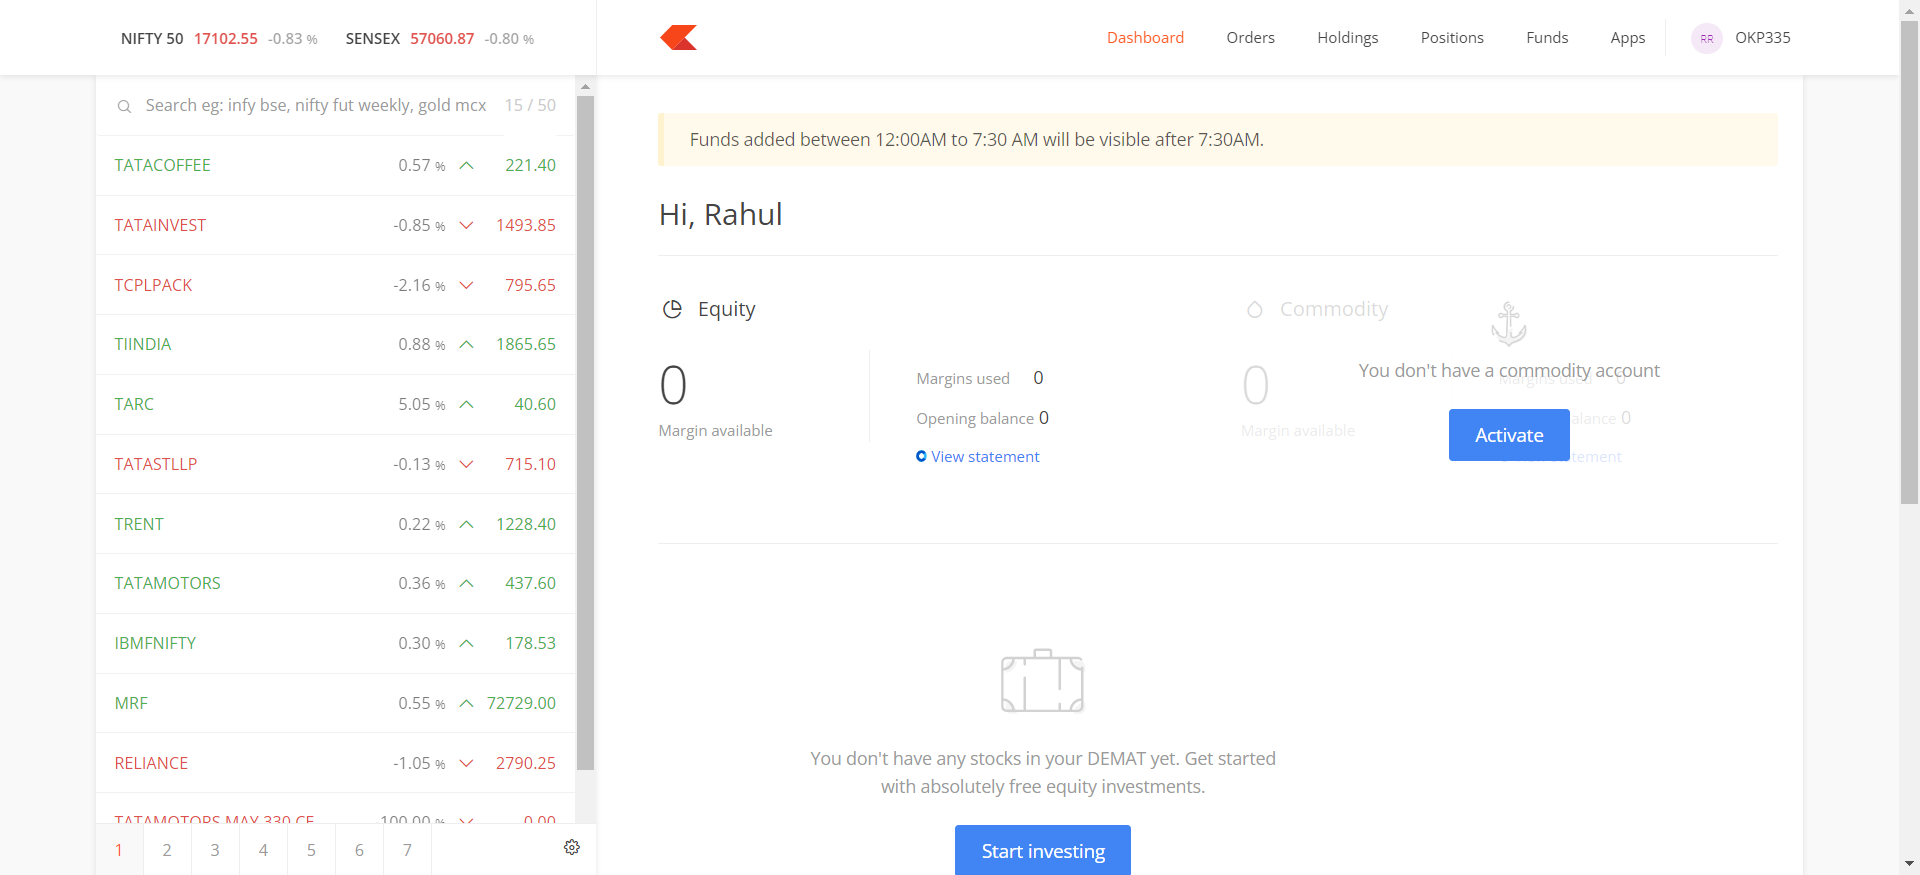 NIFTY 50 17102.55 -0.83 % SENSEX 57060.87 -0.80 %
Dashboard Orders Holdings Positions Funds Apps RR OKP335
Search eg: infy bse, nifty fut weekly, gold mcx 15 / 50
TATACOFFEE 0.57 % 221.40
TATAINVEST -0.85 % 1493.85
TCPLPACK -2.16 % 795.65
TIINDIA 0.88 % 1865.65
TARC 5.05 % 40.60
TATASTLLP -0.13 % 715.10
TRENT 0.22 % 1228.40
TATAMOTORS 0.36 % 437.60
IBMFNIFTY 0.30 % 178.53
MRF 0.55 % 72729.00
RELIANCE -1.05 % 2790.25
TATAMOTORS MAY 330 CE -100.00 % 0.00
1 2 3 4 5 6 7
Funds added between 12:00AM to 7:30 AM will be visible after 7:30AM.
Hi, Rahul
Equity
0
Margin available
Margins used 0
Opening balance 0
View statement
Commodity
0
Margin available
Margins used 0
balance 0
You don't have a commodity account
Activate
You don't have any stocks in your DEMAT yet. Get started
with absolutely free equity investments.
Start investing